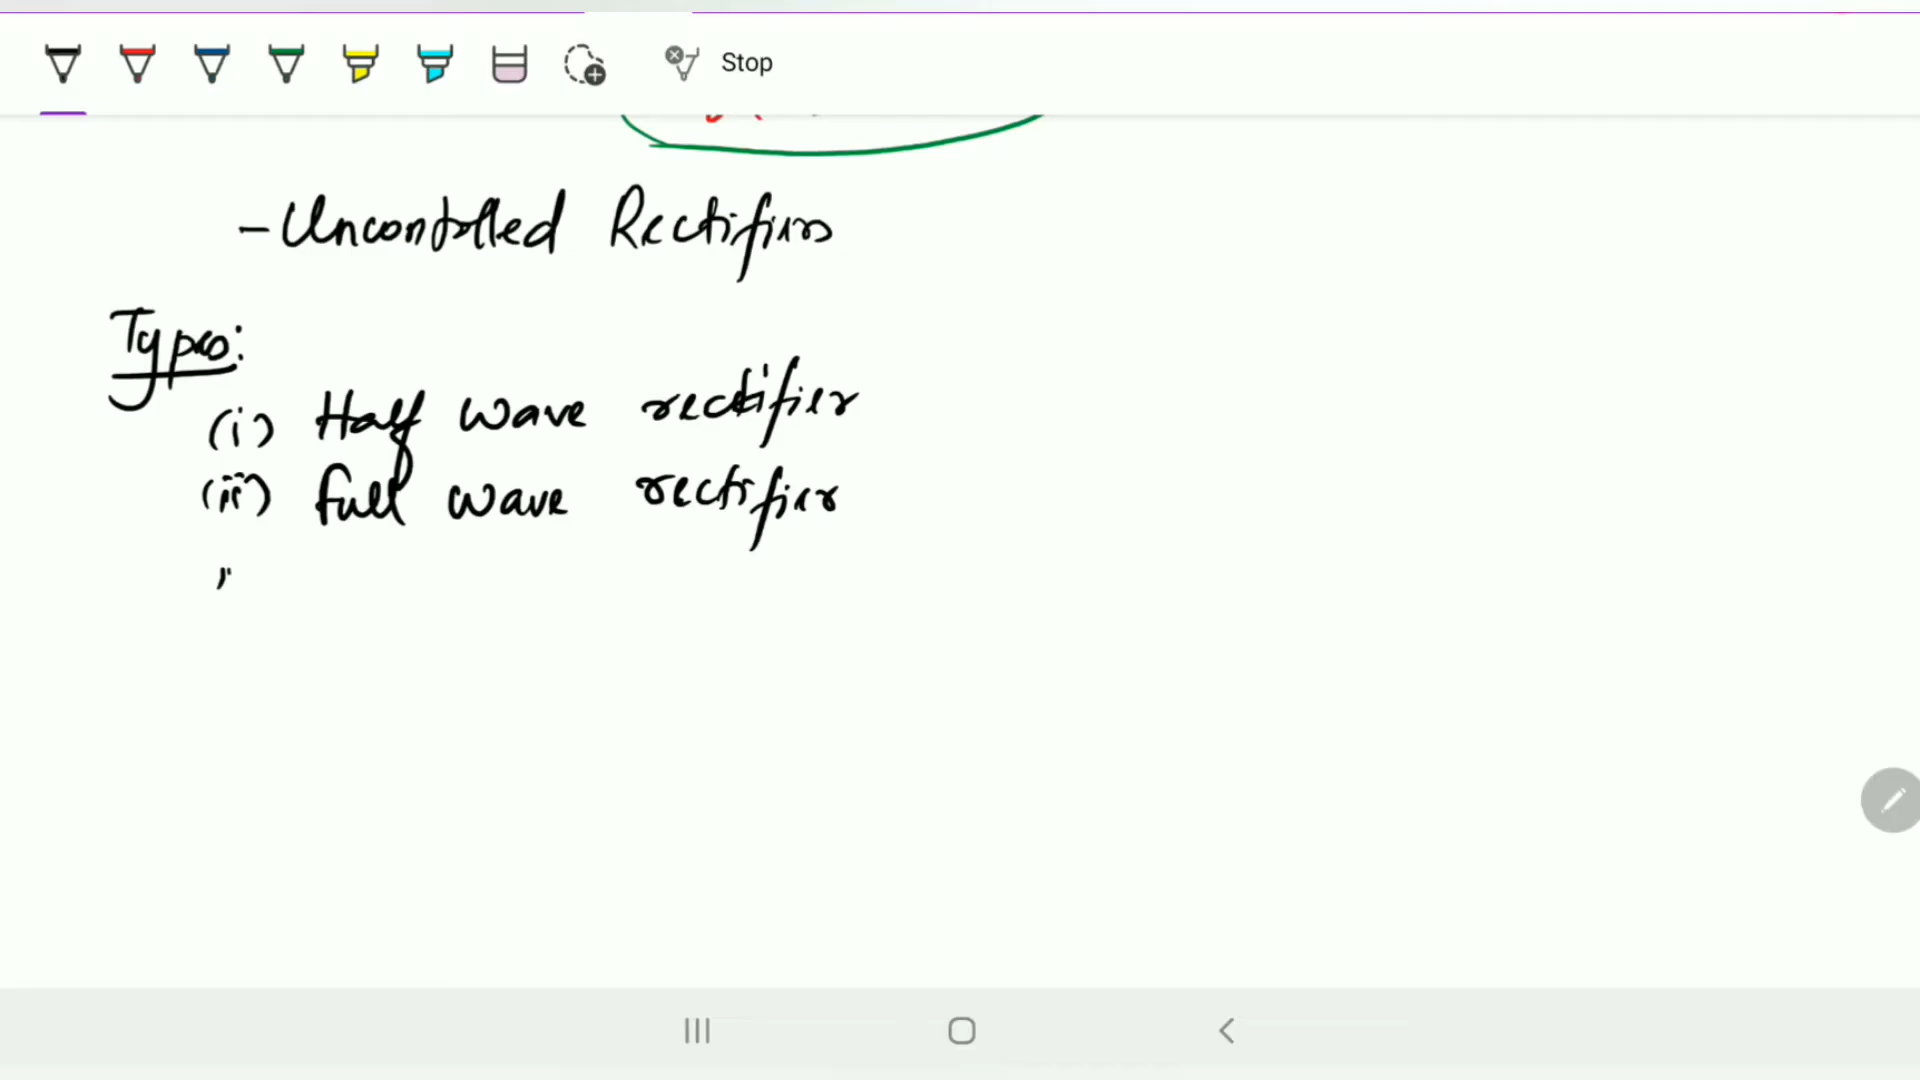 Stop
- Uncontrolled Rectifiers
Types:
(i) Half wave rectifier
(ii) full wave rectifier